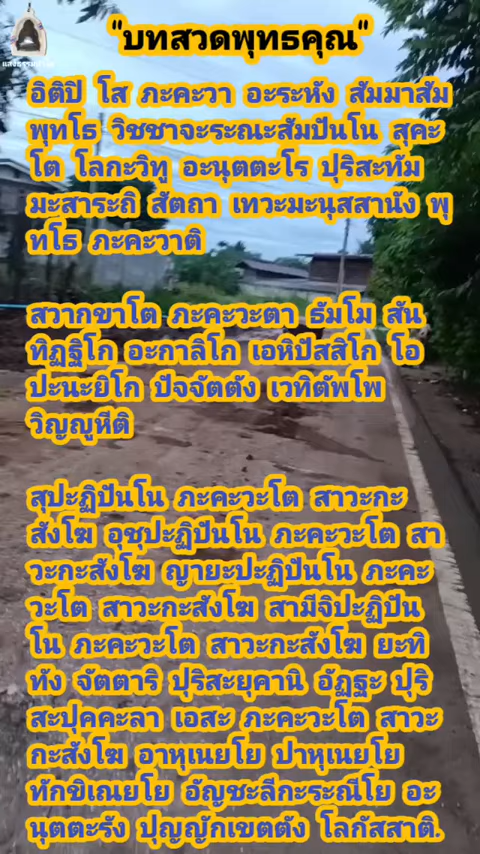 "บทสวดพุทธคุณ"
อิติปิ โส ภะคะวา อะระหัง สัมมาสัม
พุทโธ วิชชาจะระณะสัมปันโน สุคะ
โต โลกะวิทู อะนุตตะโร ปุริสะทัม
มะสาระถิ สัตถา เทวะมะนุสสานัง พุ
ทโธ ภะคะวาติ
สวากขาโต ภะคะวะตา ธัมโม สัน
ทิฏฐิโก อะกาลิโก เอหิปัสสิโก โอ
ปะนะยิโก ปัจจัตตัง เวทิตัพโพ
วิญญูหีติ
สุปะฏิปันโน ภะคะวะโต สาวะกะ
สังโฆ อุชุปะฏิปันโน ภะคะวะโต สา
วะกะสังโฆ ญายะปะฏิปันโน ภะคะ
วะโต สาวะกะสังโฆ สามีจิปะฏิปัน
โน ภะคะวะโต สาวะกะสังโฆ ยะทิ
ทัง จัตตาริ ปุริสะยุคานิ อัฏฐะ ปุริ
สะปุคคะลา เอสะ ภะคะวะโต สาวะ
กะสังโฆ อาหุเนยโย ปาหุเนยโย
ทักขิเณยโย อัญชะลีกะระณีโย อะ
นุตตะรัง ปุญญักเขตตัง โลกัสสาติ.